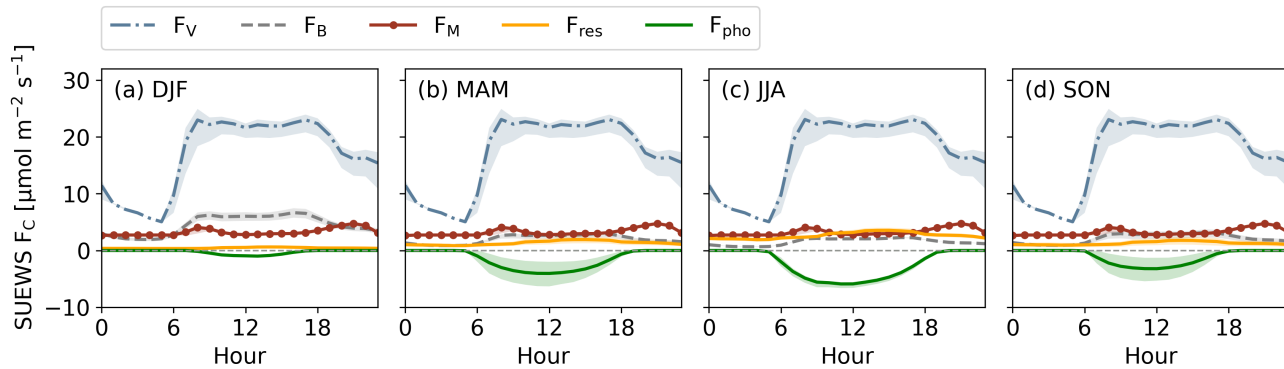 F_V F_B F_M F_res F_pho
SUEWS F_C [µmol m⁻² s⁻¹]
(a) DJF (b) MAM (c) JJA (d) SON
30
20
10
0
−10
0 6 12 18 0 6 12 18 0 6 12 18 0 6 12 18
Hour Hour Hour Hour